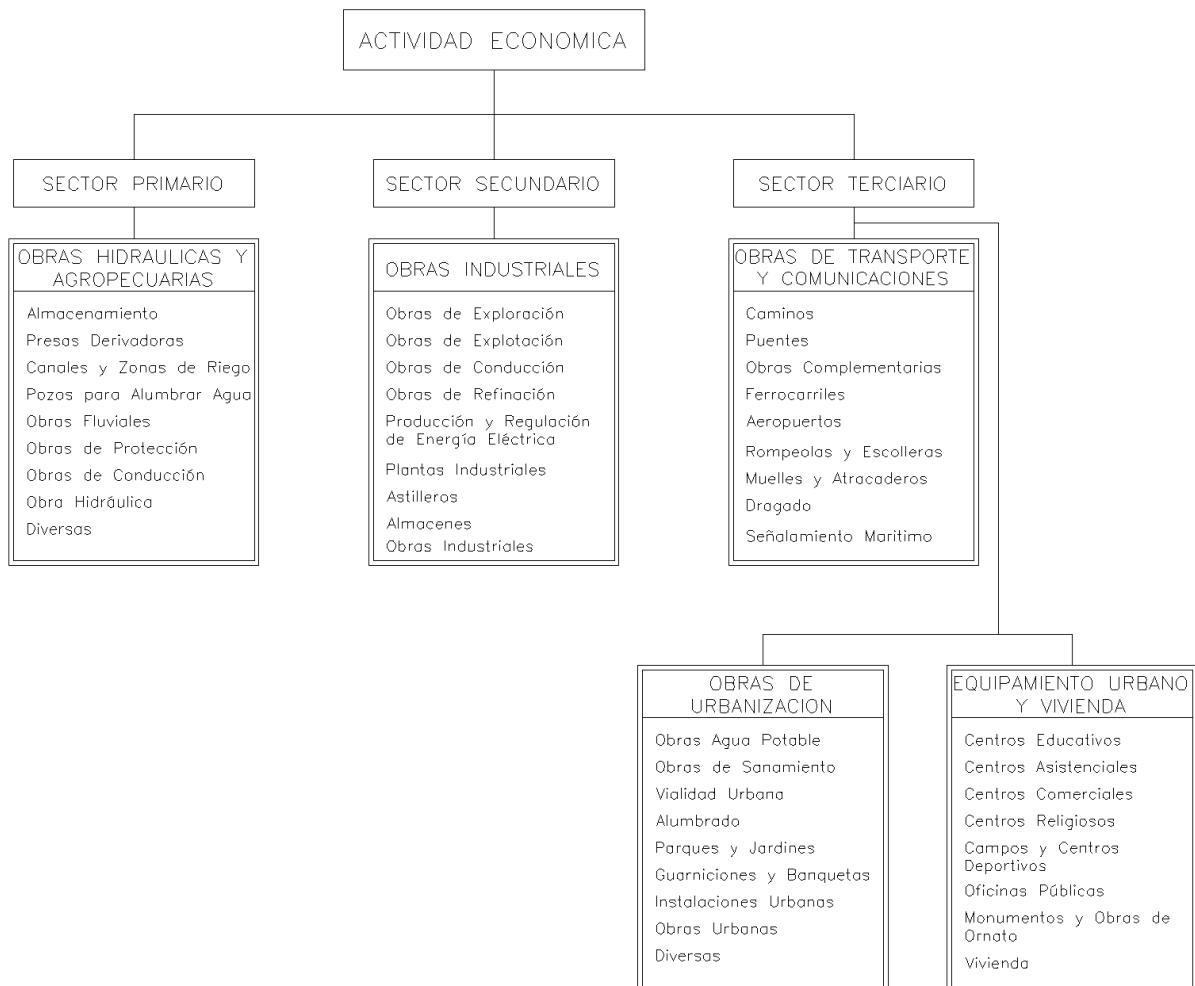 ACTIVIDAD ECONOMICA
SECTOR PRIMARIO
SECTOR SECUNDARIO
SECTOR TERCIARIO
OBRAS HIDRAULICAS Y
AGROPECUARIAS
Almacenamiento
Presas Derivadoras
Canales y Zonas de Riego
Pozos para Alumbrar Agua
Obras Fluviales
Obras de Protección
Obras de Conducción
Obra Hidráulica
Diversas
OBRAS INDUSTRIALES
Obras de Exploración
Obras de Explotación
Obras de Conducción
Obras de Refinación
Producción y Regulación
de Energía Eléctrica
Plantas Industriales
Astilleros
Almacenes
Obras Industriales
OBRAS DE TRANSPORTE
Y COMUNICACIONES
Caminos
Puentes
Obras Complementarias
Ferrocarriles
Aeropuertos
Rompeolas y Escolleras
Muelles y Atracaderos
Dragado
Señalamiento Maritimo
OBRAS DE
URBANIZACION
Obras Agua Potable
Obras de Sanamiento
Vialidad Urbana
Alumbrado
Parques y Jardines
Guarniciones y Banquetas
Instalaciones Urbanas
Obras Urbanas
Diversas
EQUIPAMIENTO URBANO
Y VIVIENDA
Centros Educativos
Centros Asistenciales
Centros Comerciales
Centros Religiosos
Campos y Centros
Deportivos
Oficinas Públicas
Monumentos y Obras de
Ornato
Vivienda